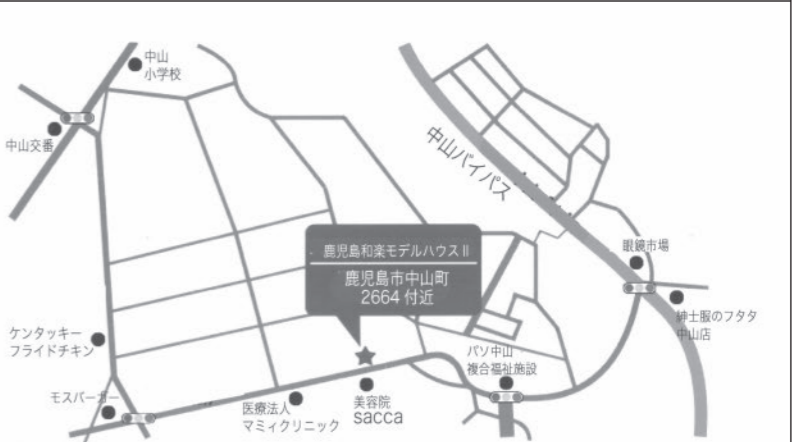 中山
小学校
中山交番
中山バイパス
鹿児島和楽モデルハウスⅡ
鹿児島市中山町
2664 付近
眼鏡市場
紳士服のフタタ
中山店
ケンタッキー
フライドチキン
パソ中山
複合福祉施設
モスバーガー
医療法人
マミィクリニック
美容院
sacca